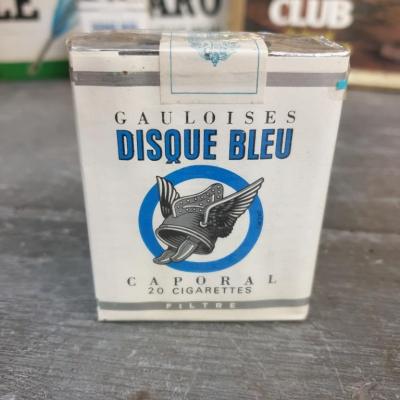 CLUB
GAULOISES
DISQUE BLEU
CAPORAL
20 CIGARETTES
FILTRE